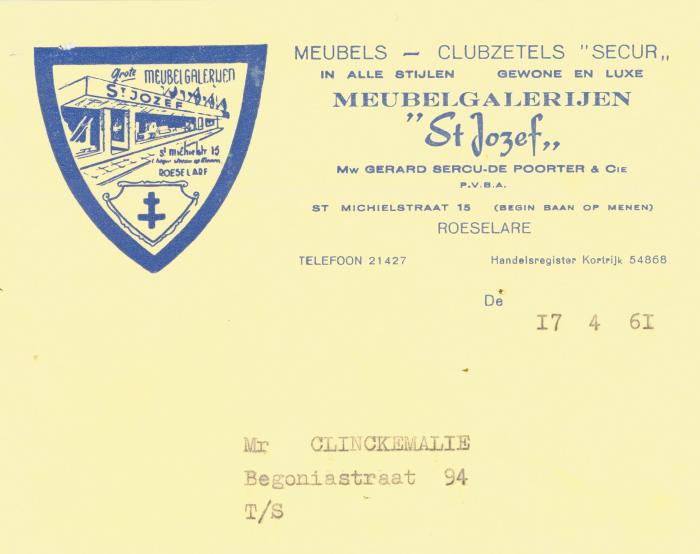 grote MEUBELGALERIJEN
ST JOZEF
st michielstr 15
ROESELARE
MEUBELS — CLUBZETELS "SECUR„
IN ALLE STIJLEN GEWONE EN LUXE
MEUBELGALERIJEN
"St Jozef„
Mw GERARD SERCU-DE POORTER & Cie
P.V.B.A.
ST MICHIELSTRAAT 15 (BEGIN BAAN OP MENEN)
ROESELARE
TELEFOON 21427 Handelsregister Kortrijk 54868
De 17 4 61
Mr CLINCKEMALIE
Begoniastraat 94
T/S